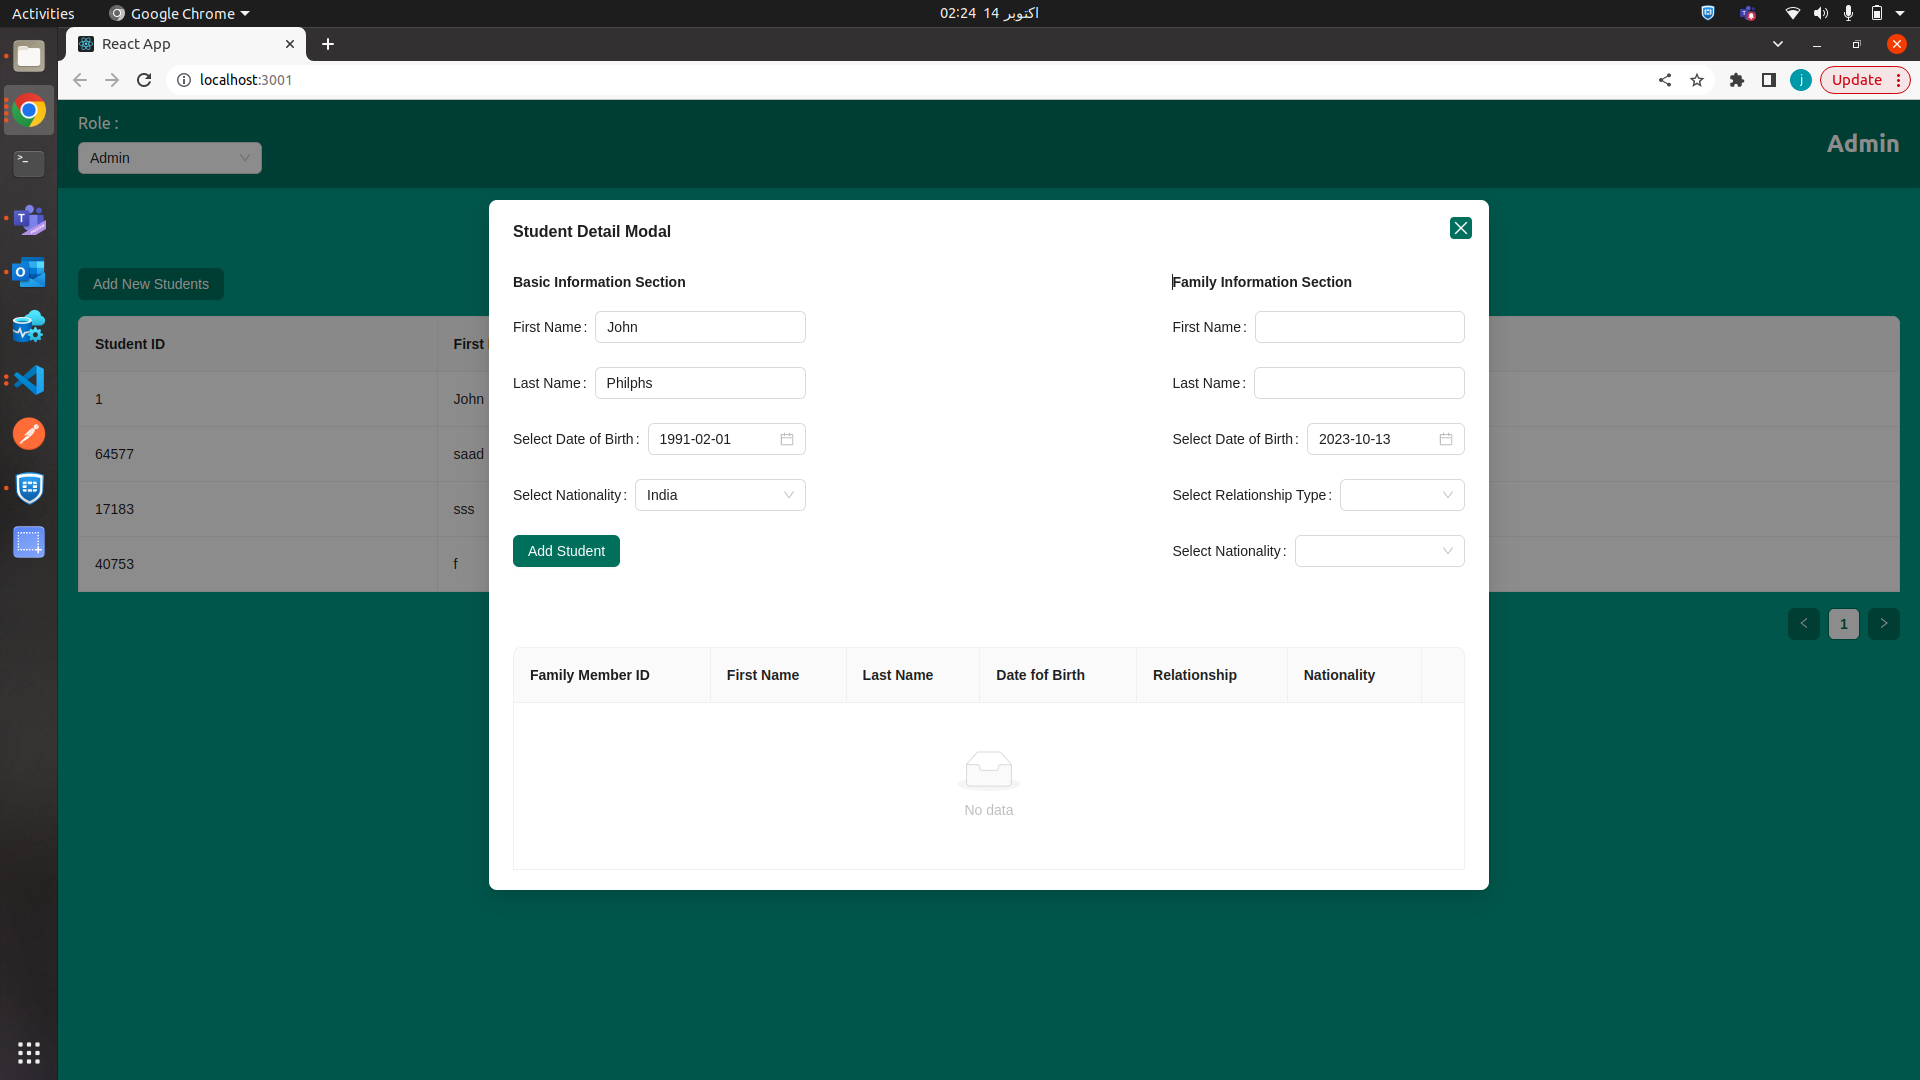 Activities
Google Chrome
02:24 14 اکتوبر
React App
localhost:3001
j
Update
Role :
Admin
Admin
Add New Students
Student ID
First
1
John
64577
saad
17183
sss
40753
f
1
Student Detail Modal
Basic Information Section
First Name :
John
Last Name :
Philphs
Select Date of Birth :
1991-02-01
Select Nationality :
India
Add Student
Family Information Section
First Name :
Last Name :
Select Date of Birth :
2023-10-13
Select Relationship Type :
Select Nationality :
Family Member ID
First Name
Last Name
Date fof Birth
Relationship
Nationality
No data